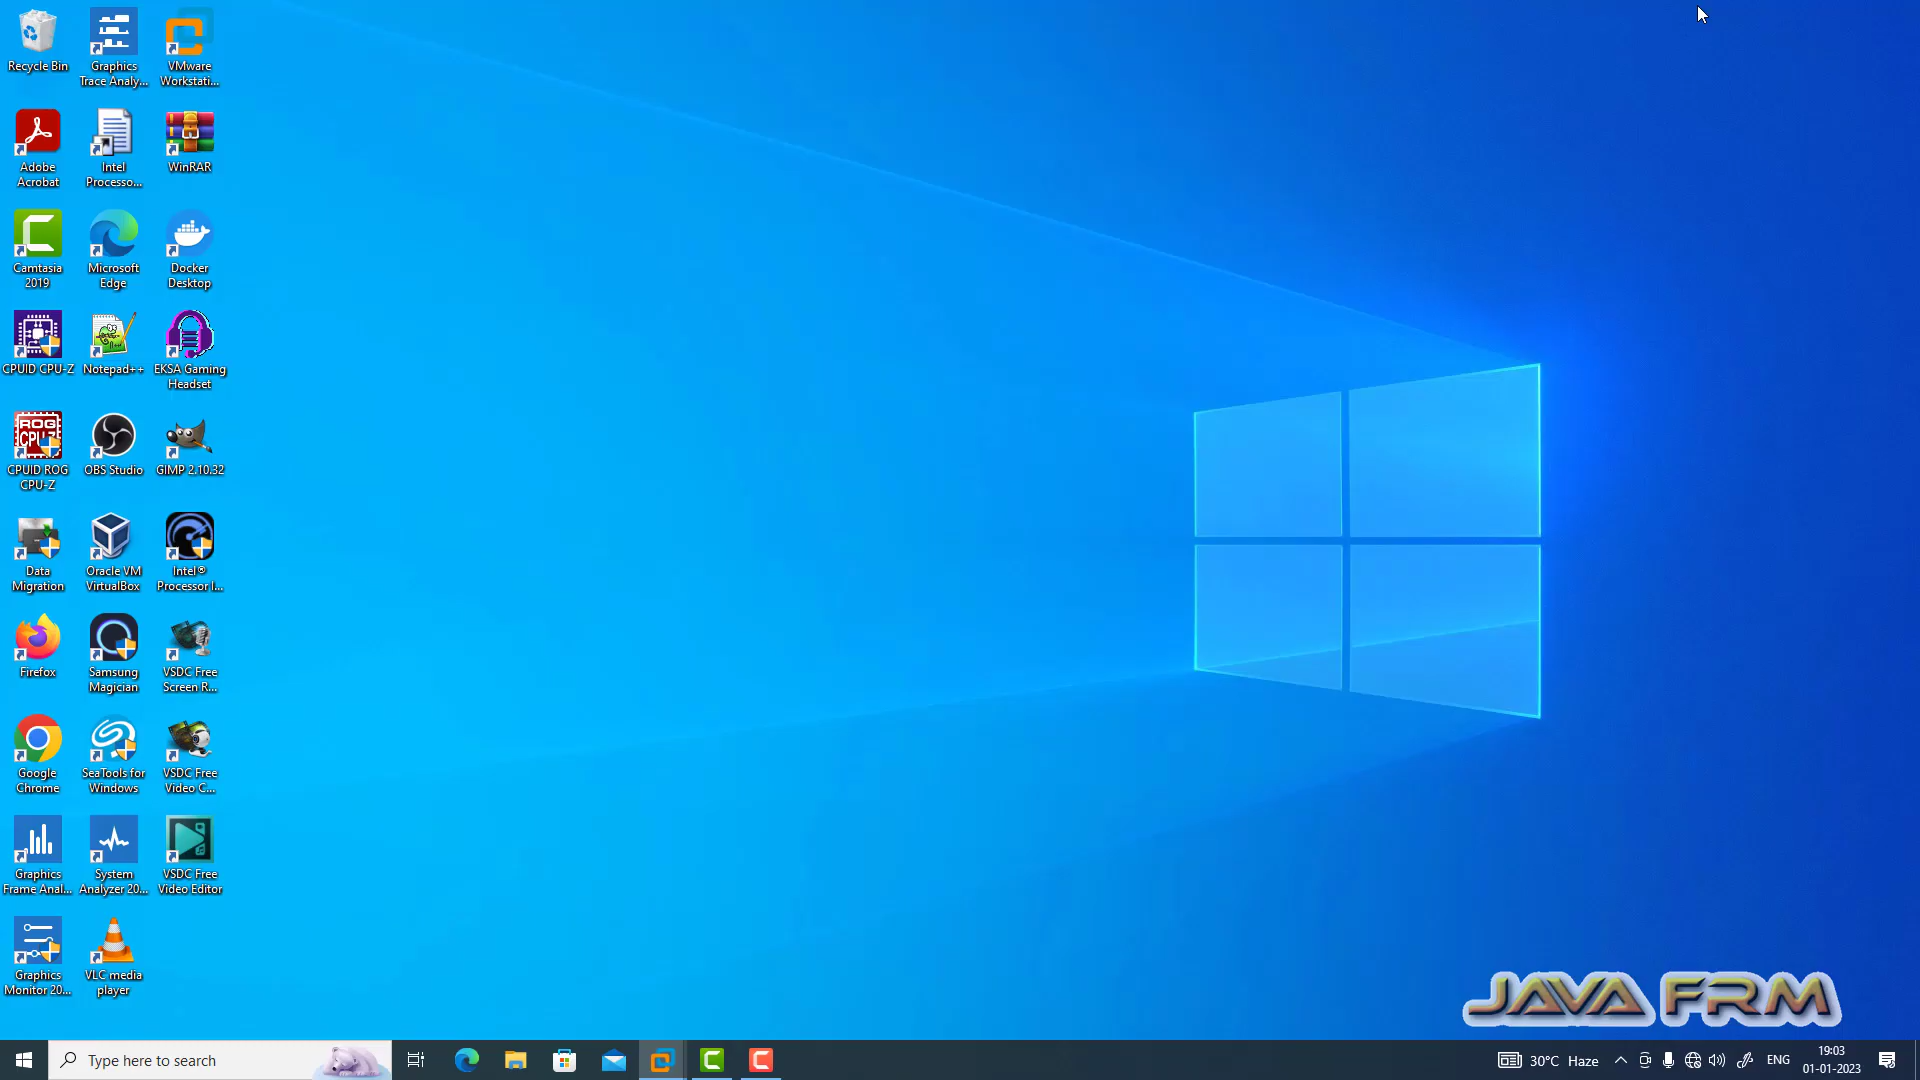 Recycle Bin
Graphics
Trace Analy...
VMware
Workstati...
Adobe
Acrobat
Intel
Processo...
WinRAR
Camtasia
2019
Microsoft
Edge
Docker
Desktop
CPUID CPU-Z
Notepad++
EKSA Gaming
Headset
ROG
CPU-Z
CPUID ROG
CPU-Z
OBS Studio
GIMP 2.10.32
Data
Migration
Oracle VM
VirtualBox
Intel®
Processor I...
Firefox
Samsung
Magician
VSDC Free
Screen R...
Google
Chrome
SeaTools for
Windows
VSDC Free
Video C...
Graphics
Frame Anal...
System
Analyzer 20...
VSDC Free
Video Editor
Graphics
Monitor 20...
VLC media
player
JAVA FRM
Type here to search
30°C Haze
ENG
19:03
01-01-2023